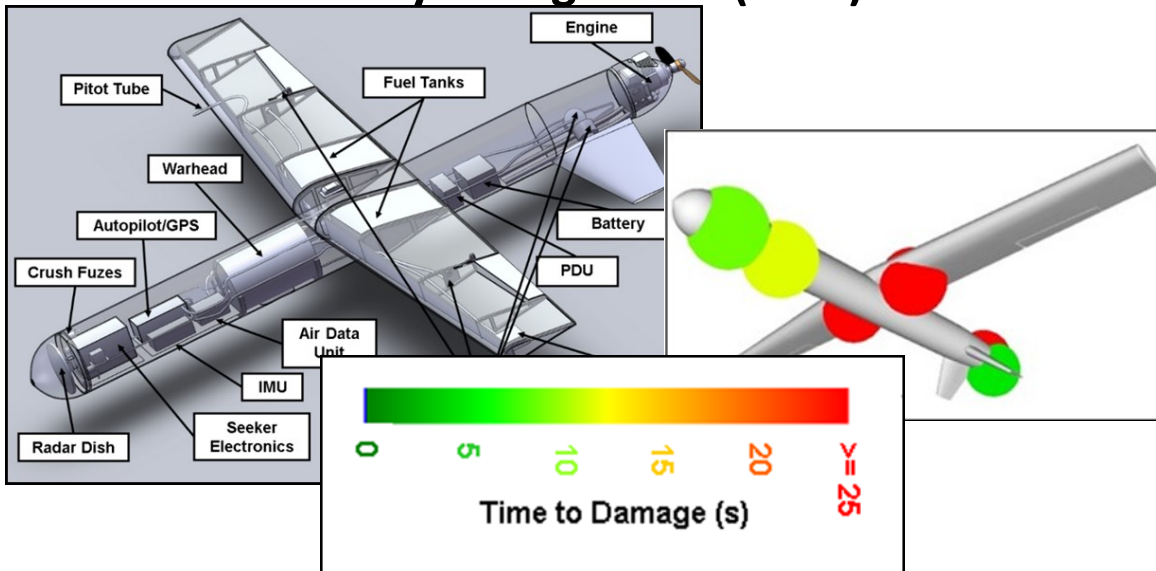 Engine
Pitot Tube
Fuel Tanks
Warhead
Autopilot/GPS
Battery
Crush Fuzes
PDU
Air Data
Unit
IMU
Seeker
Electronics
Radar Dish
0
5
10
15
20
>= 25
Time to Damage (s)